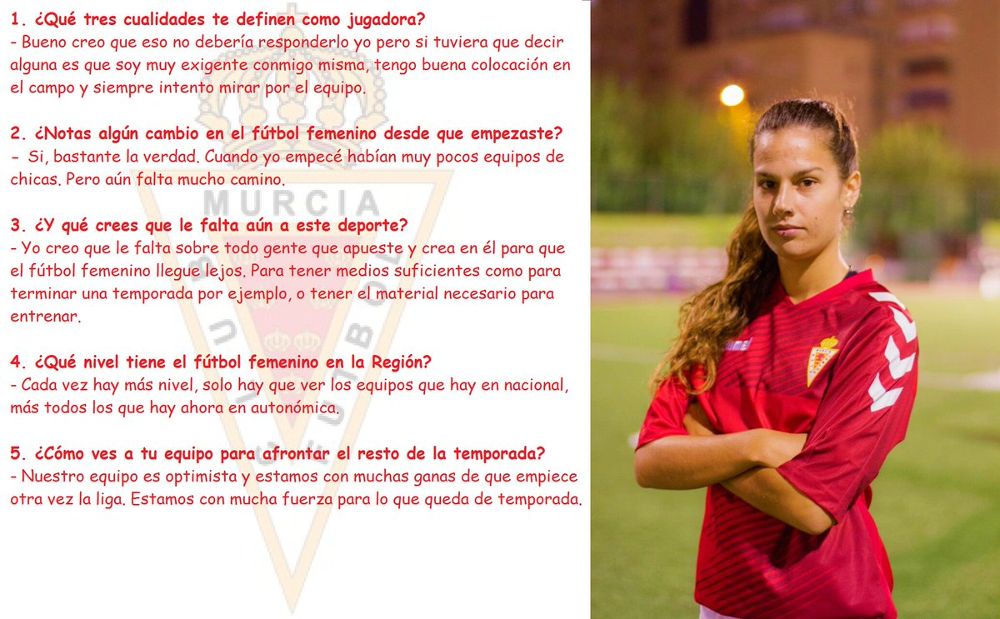 1. ¿Qué tres cualidades te definen como jugadora?
- Bueno creo que eso no debería responderlo yo pero si tuviera que decir
alguna es que soy muy exigente conmigo misma, tengo buena colocación en
el campo y siempre intento mirar por el equipo.
2. ¿Notas algún cambio en el fútbol femenino desde que empezaste?
- Si, bastante la verdad. Cuando yo empecé habían muy pocos equipos de
chicas. Pero aún falta mucho camino.
MURCIA
3. ¿Y qué crees que le falta aún a este deporte?
- Yo creo que le falta sobre todo gente que apueste y crea en él para que
el fútbol femenino llegue lejos. Para tener medios suficientes como para
terminar una temporada por ejemplo, o tener el material necesario para
entrenar.
CLUB
FUTBOL
4. ¿Qué nivel tiene el fútbol femenino en la Región?
- Cada vez hay más nivel, solo hay que ver los equipos que hay en nacional,
más todos los que hay ahora en autonómica.
5. ¿Cómo ves a tu equipo para afrontar el resto de la temporada?
- Nuestro equipo es optimista y estamos con muchas ganas de que empiece
otra vez la liga. Estamos con mucha fuerza para lo que queda de temporada.